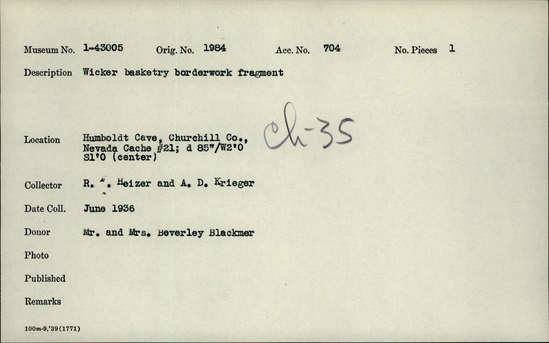 Museum No. 1-43005 Orig. No. 1984 Acc. No. 704 No. Pieces 1
Description Wicker basketry borderwork fragment
Location Humboldt Cave, Churchill Co.,
Nevada Cache #21; d 85"/W2'0
S1'0 (center)
Ch-35
Collector R. . Heizer and A. D. Krieger
Date Coll. June 1936
Donor Mr. and Mrs. Beverley Blackmer
Photo
Published
Remarks
100m-9,'39(1771)